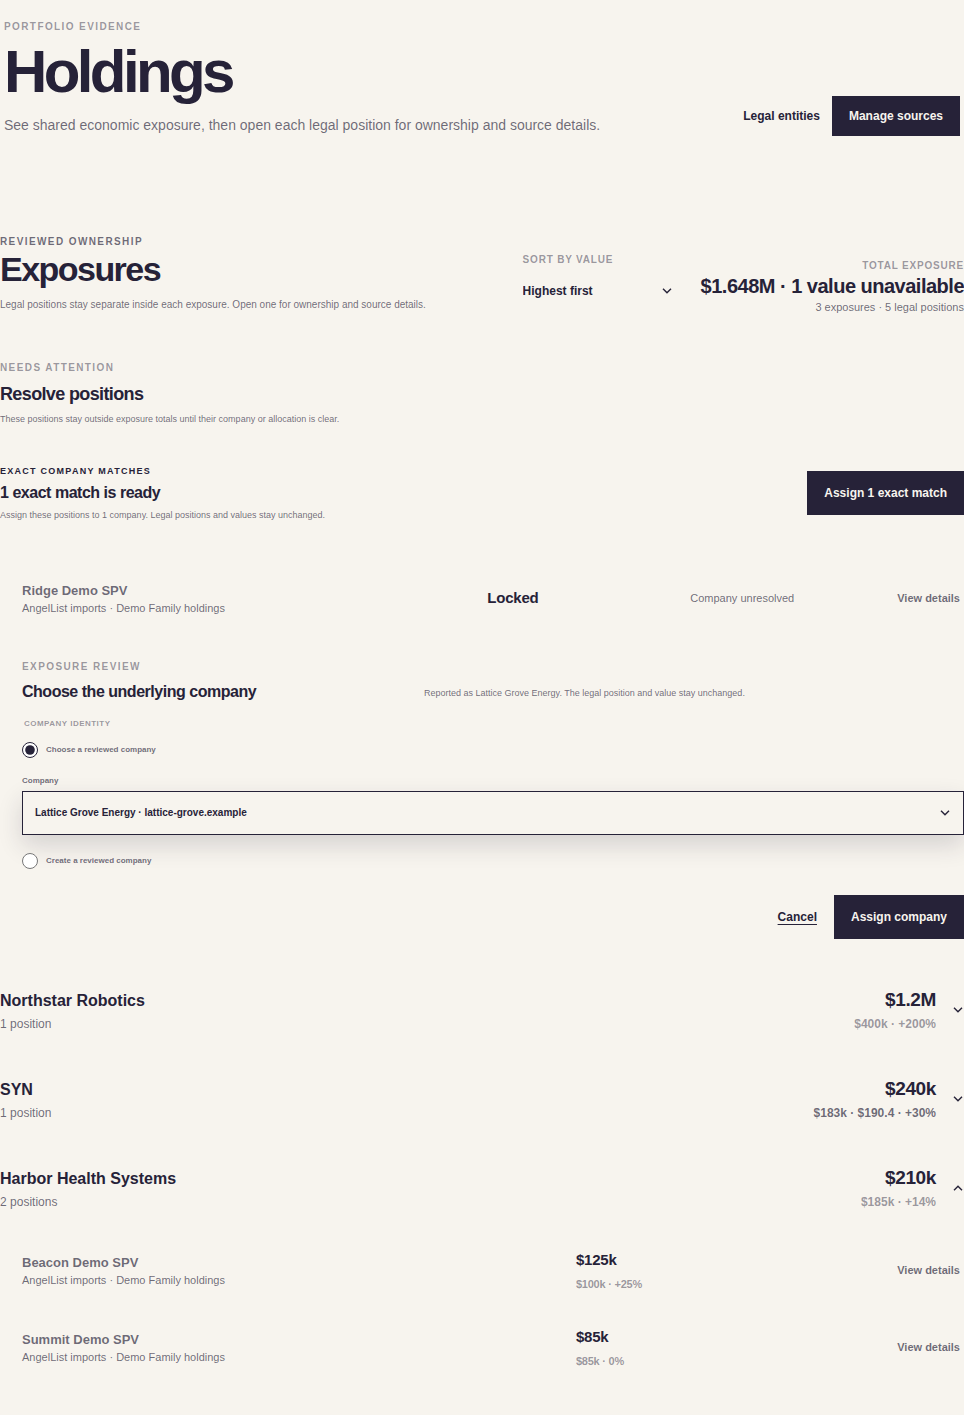 PORTFOLIO EVIDENCE
Holdings
See shared economic exposure, then open each legal position for ownership and source details.
Legal entities
Manage sources
REVIEWED OWNERSHIP
Exposures
Legal positions stay separate inside each exposure. Open one for ownership and source details.
SORT BY VALUE
Highest first
TOTAL EXPOSURE
$1.648M · 1 value unavailable
3 exposures · 5 legal positions
NEEDS ATTENTION
Resolve positions
These positions stay outside exposure totals until their company or allocation is clear.
EXACT COMPANY MATCHES
1 exact match is ready
Assign these positions to 1 company. Legal positions and values stay unchanged.
Assign 1 exact match
Ridge Demo SPV
AngelList imports · Demo Family holdings
Locked
Company unresolved
View details
EXPOSURE REVIEW
Choose the underlying company
Reported as Lattice Grove Energy. The legal position and value stay unchanged.
COMPANY IDENTITY
Choose a reviewed company
Company
Lattice Grove Energy · lattice-grove.example
Create a reviewed company
Cancel
Assign company
Northstar Robotics
1 position
$1.2M
$400k · +200%
SYN
1 position
$240k
$183k · $190.4 · +30%
Harbor Health Systems
2 positions
$210k
$185k · +14%
Beacon Demo SPV
AngelList imports · Demo Family holdings
$125k
$100k · +25%
View details
Summit Demo SPV
AngelList imports · Demo Family holdings
$85k
$85k · 0%
View details